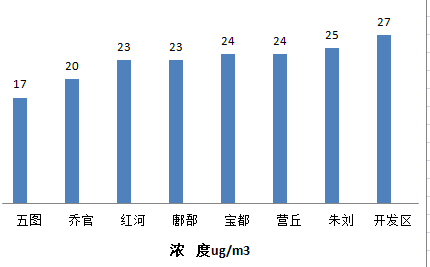 17 20 23 23 24 24 25 27
五图 乔官 红河 鄌郚 宝都 营丘 朱刘 开发区
浓 度ug/m3